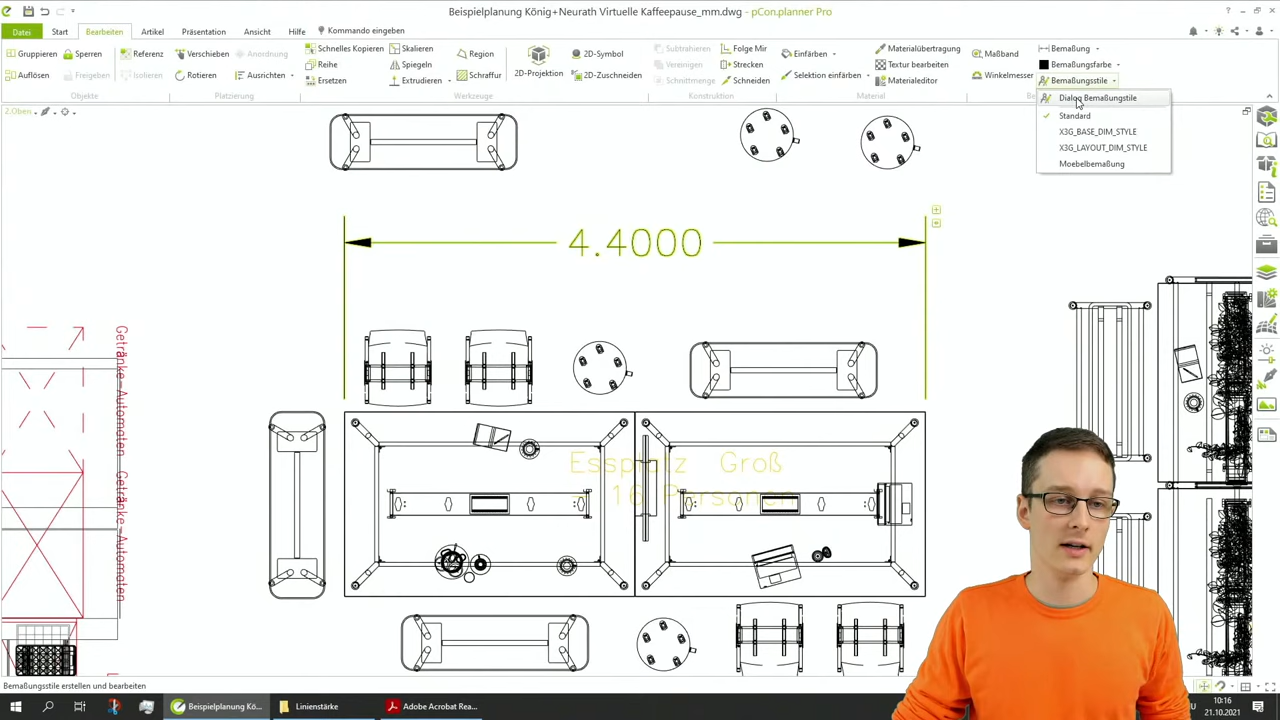 Beispielplanung König+Neurath Virtuelle Kaffeepause_mm.dwg - pCon.planner Pro
Datei Start Bearbeiten Artikel Präsentation Ansicht Hilfe Kommando eingeben
Gruppieren Sperren Referenz Verschieben Anordnung Schnelles Kopieren Skalieren Region 2D-Symbol Subtrahieren Folge Mir Einfärben Materialübertragung Maßband Bemaßung
Reihe Spiegeln 2D-Projektion Vereinigen Strecken Textur bearbeiten Bemaßungsfarbe
Auflösen Freigeben Isolieren Rotieren Ausrichten Ersetzen Extrudieren Schraffur 2D-Zuschneiden Schnittmenge Schneiden Selektion einfärben Materialeditor Winkelmesser Bemaßungsstile
Objekte Platzierung Werkzeuge Konstruktion Material
Dialog Bemaßungstile
Standard
X3G_BASE_DIM_STYLE
X3G_LAYOUT_DIM_STYLE
Moebelbemaßung
2.Oben
4.4000
Getränke-Automaten Getränke-Automaten
Essplatz Groß
16 Personen
Bemaßungsstile erstellen und bearbeiten
Beispielplanung Kö... Linienstärke Adobe Acrobat Rea...
10:16
21.10.2021